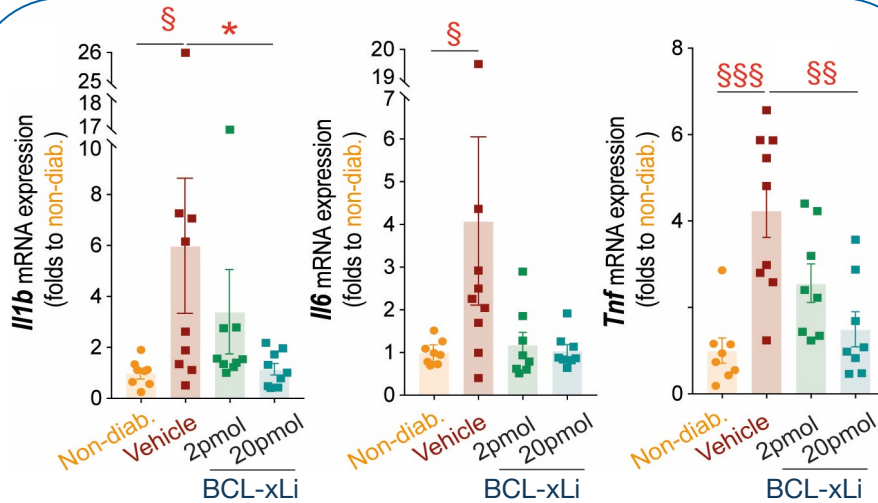 §
*
26
25
18
17
10
8
6
4
2
0
Il1b mRNA expression
(folds to non-diab.)
Non-diab.
Vehicle
2pmol
20pmol
BCL-xLi
§
20
19
7
6
5
4
3
2
1
0
Il6 mRNA expression
(folds to non-diab.)
Non-diab.
Vehicle
2pmol
20pmol
BCL-xLi
§§§
§§
8
6
4
2
0
Tnf mRNA expression
(folds to non-diab.)
Non-diab.
Vehicle
2pmol
20pmol
BCL-xLi